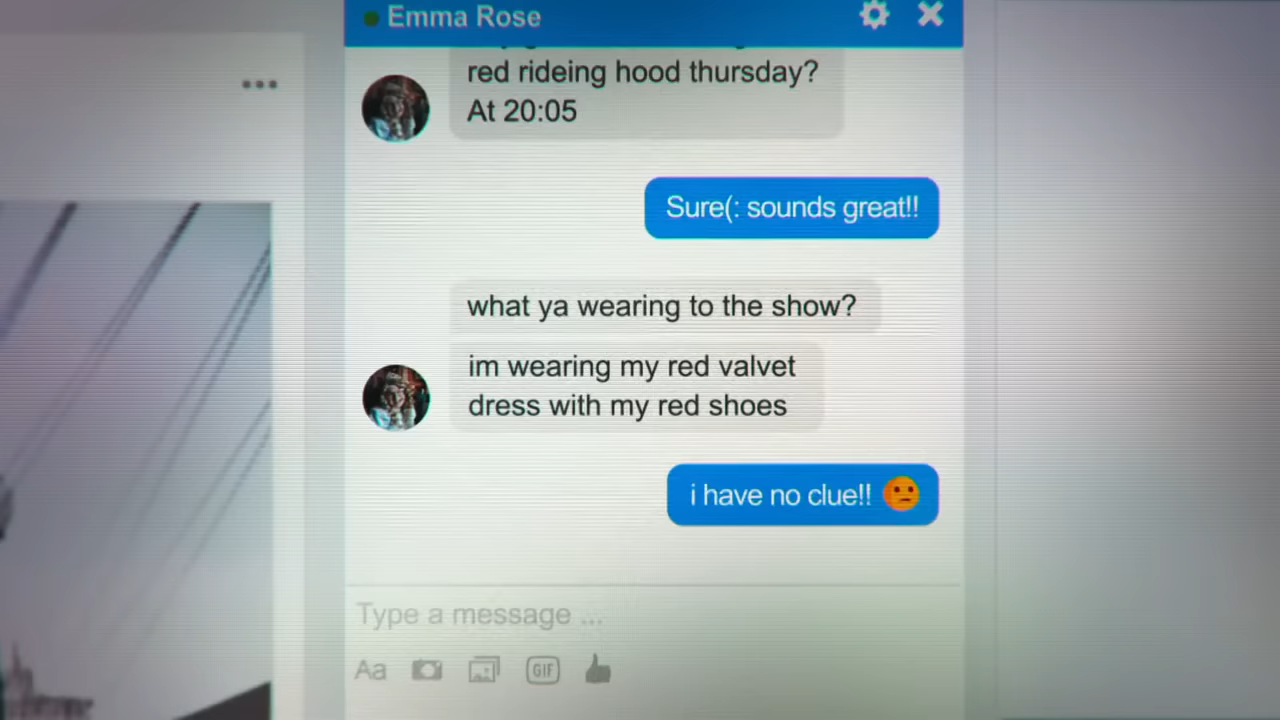 Emma Rose
red rideing hood thursday?
At 20:05
Sure(: sounds great!!
what ya wearing to the show?
im wearing my red valvet
dress with my red shoes
i have no clue!!
Type a message ...
Aa
GIF